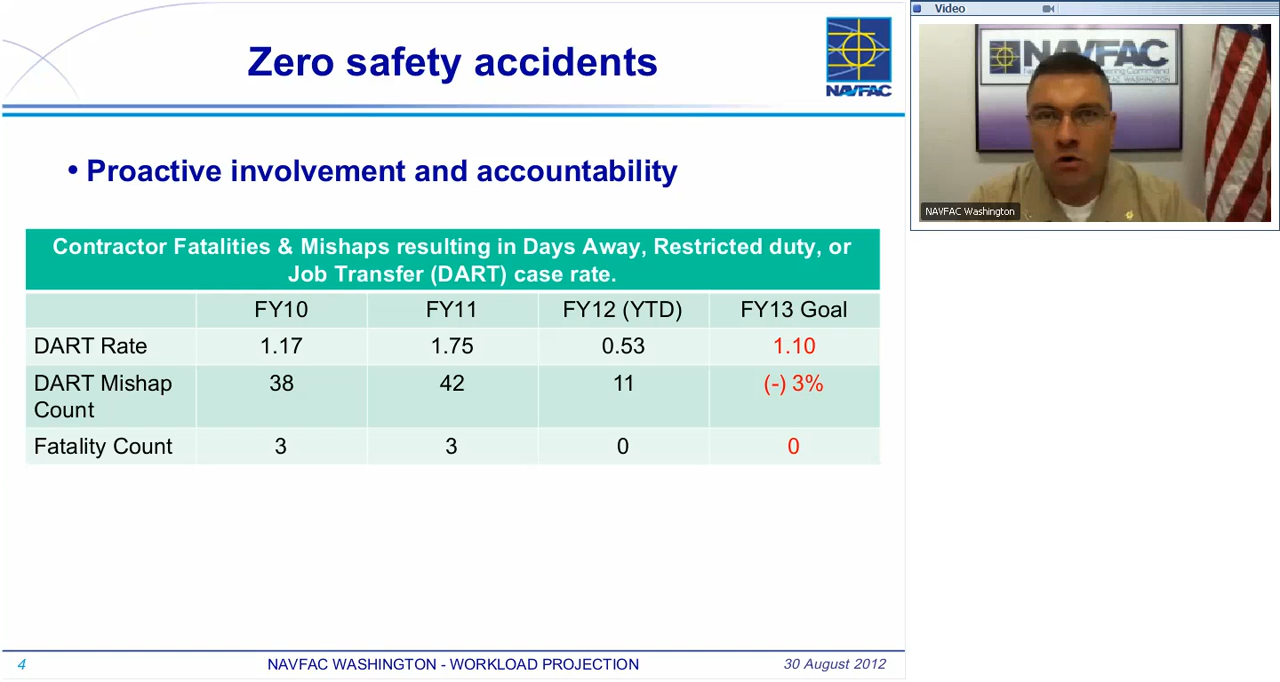 Zero safety accidents
NAVFAC
• Proactive involvement and accountability
Contractor Fatalities & Mishaps resulting in Days Away, Restricted duty, or
Job Transfer (DART) case rate.
FY10 FY11 FY12 (YTD) FY13 Goal
DART Rate 1.17 1.75 0.53 1.10
DART Mishap
Count 38 42 11 (-) 3%
Fatality Count 3 3 0 0
4 NAVFAC WASHINGTON - WORKLOAD PROJECTION 30 August 2012
Video
NAVFAC
Engineering Command
WASHINGTON
NAVFAC Washington